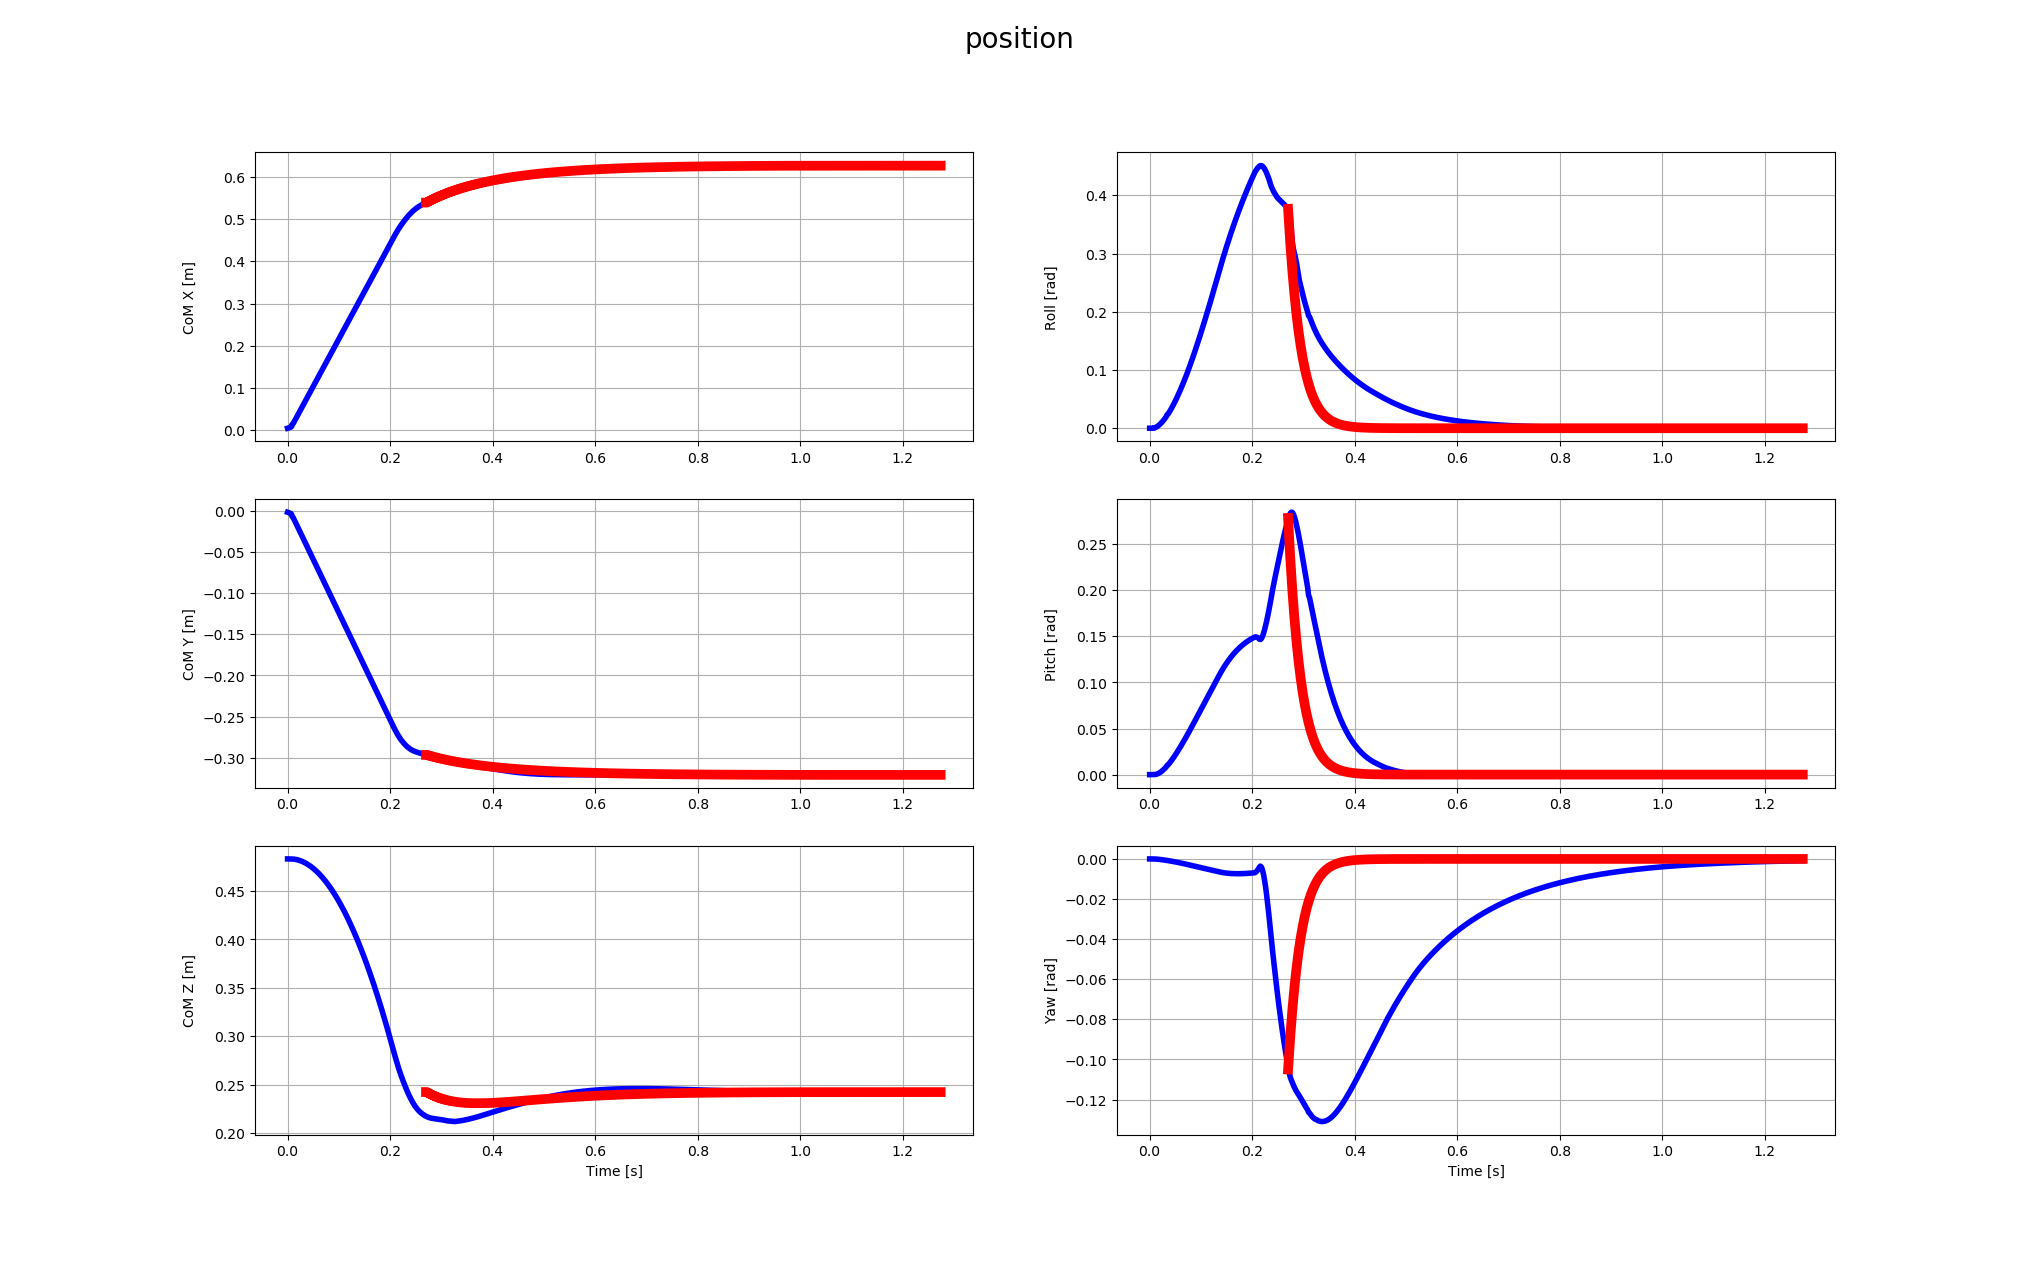 position
CoM X [m]
0.6
0.5
0.4
0.3
0.2
0.1
0.0
0.0 0.2 0.4 0.6 0.8 1.0 1.2
Roll [rad]
0.4
0.3
0.2
0.1
0.0
0.0 0.2 0.4 0.6 0.8 1.0 1.2
CoM Y [m]
0.00
−0.05
−0.10
−0.15
−0.20
−0.25
−0.30
0.0 0.2 0.4 0.6 0.8 1.0 1.2
Pitch [rad]
0.25
0.20
0.15
0.10
0.05
0.00
0.0 0.2 0.4 0.6 0.8 1.0 1.2
CoM Z [m]
0.45
0.40
0.35
0.30
0.25
0.20
0.0 0.2 0.4 0.6 0.8 1.0 1.2
Time [s]
Yaw [rad]
0.00
−0.02
−0.04
−0.06
−0.08
−0.10
−0.12
0.0 0.2 0.4 0.6 0.8 1.0 1.2
Time [s]